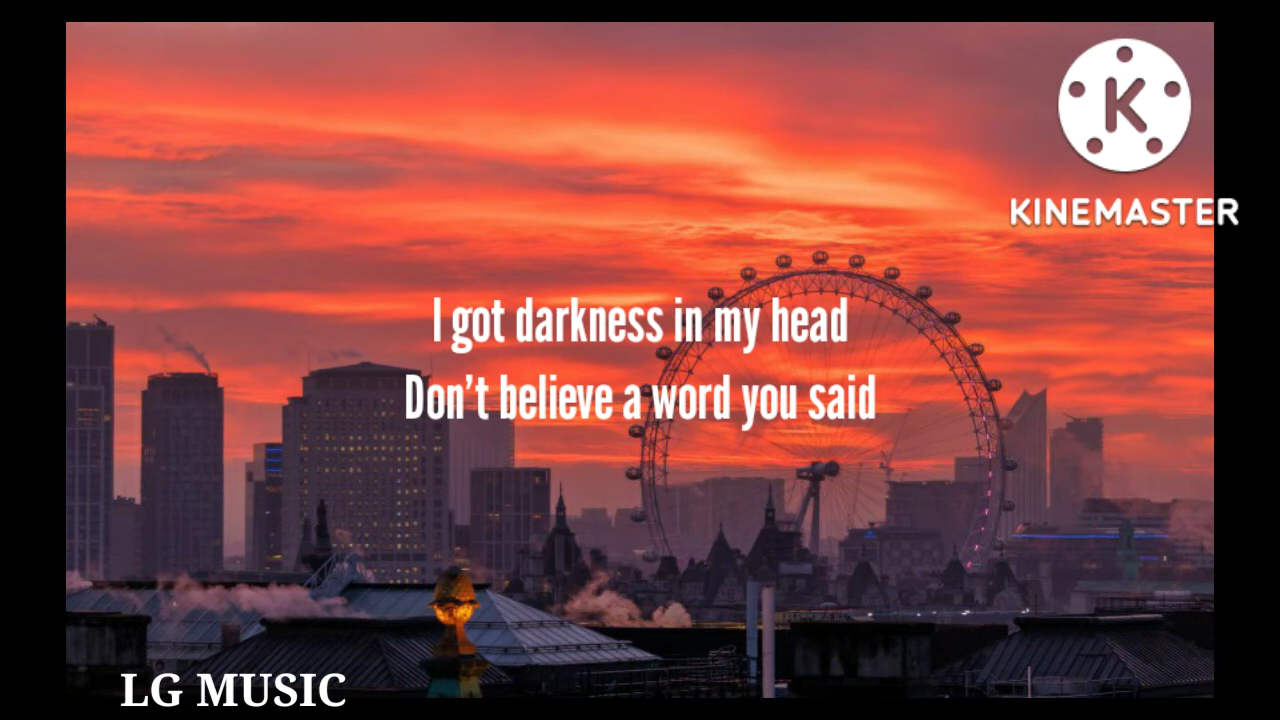 K
KINEMASTER
I got darkness in my head
Don't believe a word you said
LG MUSIC